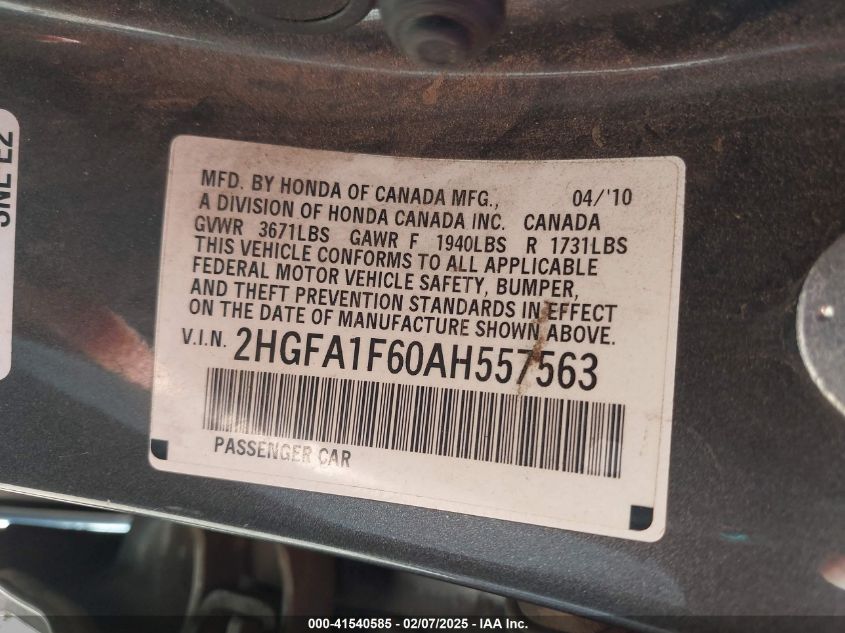 SNL E2
MFD. BY HONDA OF CANADA MFG., 04/'10
A DIVISION OF HONDA CANADA INC. CANADA
GVWR 3671LBS GAWR F 1940LBS R 1731LBS
THIS VEHICLE CONFORMS TO ALL APPLICABLE
FEDERAL MOTOR VEHICLE SAFETY, BUMPER,
AND THEFT PREVENTION STANDARDS IN EFFECT
ON THE DATE OF MANUFACTURE SHOWN ABOVE.
V.I.N. 2HGFA1F60AH557563
PASSENGER CAR
000-41540585 - 02/07/2025 - IAA Inc.